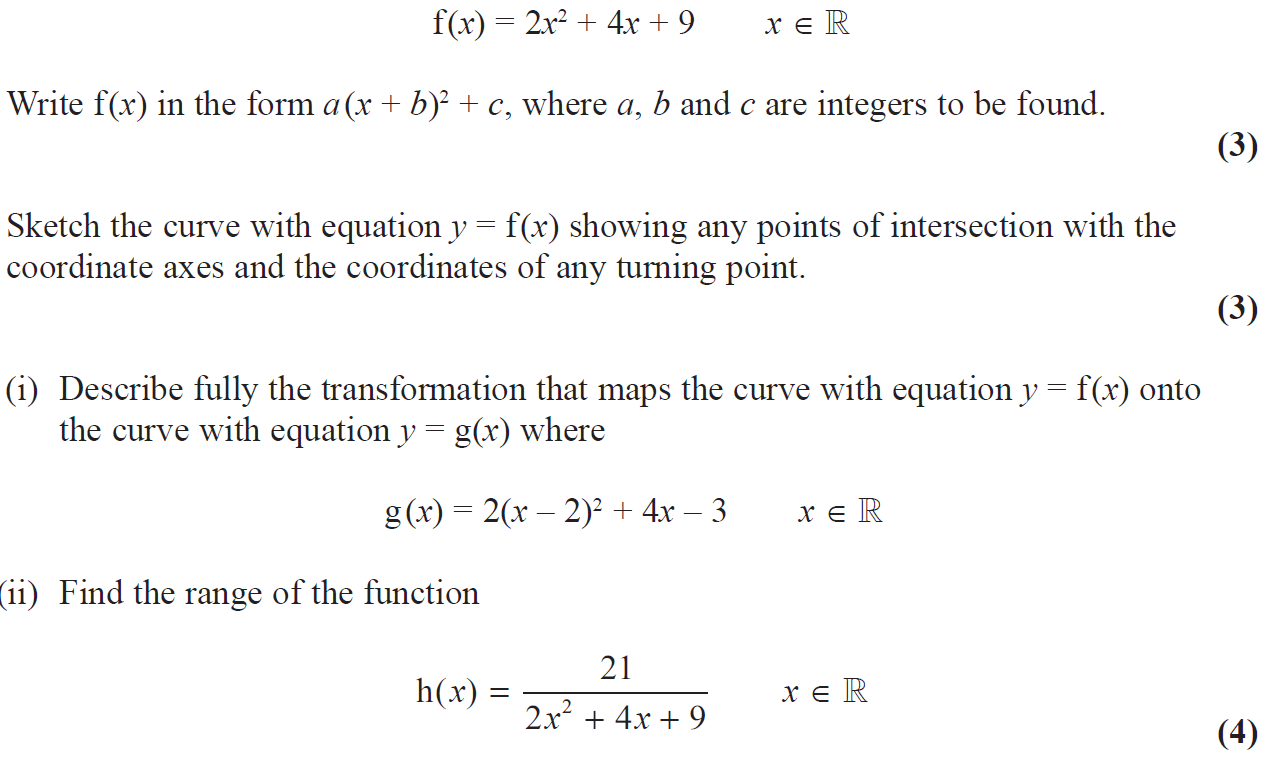 f(x) = 2x² + 4x + 9 x ∈ ℝ
Write f(x) in the form a(x + b)² + c, where a, b and c are integers to be found.
(3)
Sketch the curve with equation y = f(x) showing any points of intersection with the
coordinate axes and the coordinates of any turning point.
(3)
(i) Describe fully the transformation that maps the curve with equation y = f(x) onto
the curve with equation y = g(x) where
g(x) = 2(x – 2)² + 4x – 3 x ∈ ℝ
(ii) Find the range of the function
h(x) = 21 / (2x² + 4x + 9) x ∈ ℝ
(4)